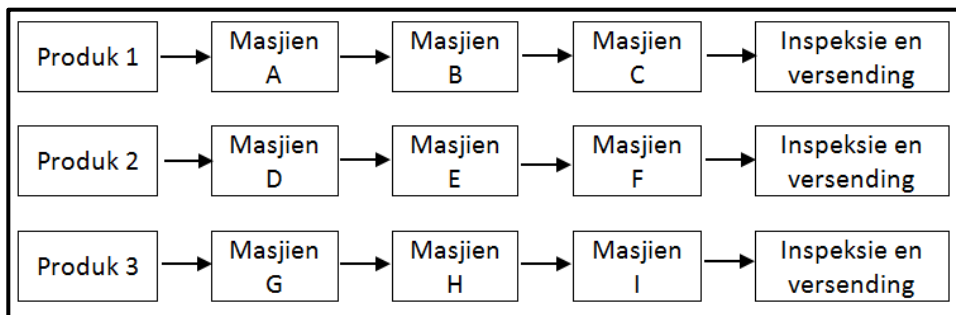 Produk 1
Masjien
A
Masjien
B
Masjien
C
Inspeksie en
versending
Produk 2
Masjien
D
Masjien
E
Masjien
F
Inspeksie en
versending
Produk 3
Masjien
G
Masjien
H
Masjien
I
Inspeksie en
versending